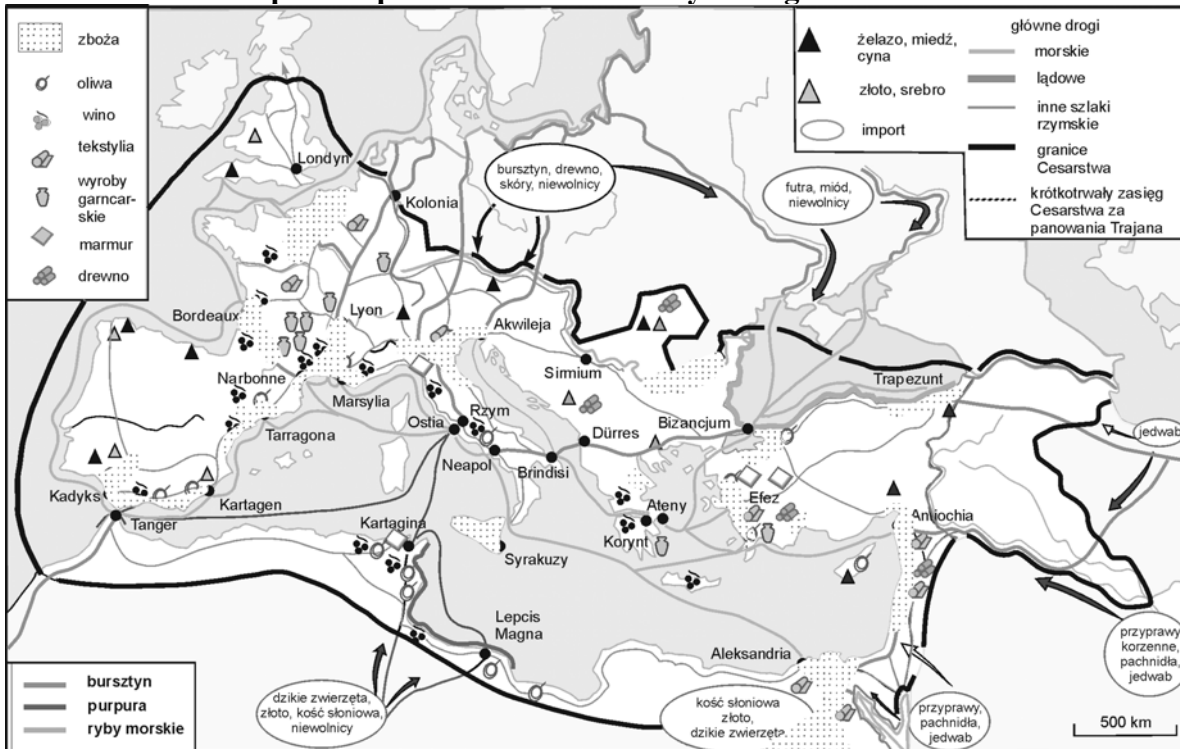 zboża
oliwa
wino
tekstylia
wyroby
garncar-
skie
marmur
drewno
żelazo, miedź,
cyna
złoto, srebro
import
główne drogi
morskie
lądowe
inne szlaki
rzymskie
granice
Cesarstwa
krótkotrwały zasięg
Cesarstwa za
panowania Trajana
Londyn
Kolonia
bursztyn, drewno,
skóry, niewolnicy
futra, miód,
niewolnicy
Bordeaux
Lyon
Akwileja
Sirmium
Trapezunt
Narbonne
Marsylia
Tarragona
Ostia
Rzym
Neapol
Brindisi
Dürres
Bizancjum
jedwab
Kadyks
Kartagen
Tanger
Kartagina
Syrakuzy
Ateny
Korynt
Efez
Antiochia
Lepcis
Magna
Aleksandria
przyprawy
korzenne,
pachnidła,
jedwab
dzikie zwierzęta,
złoto, kość słoniowa,
niewolnicy
kość słoniowa
złoto,
dzikie zwierzęta,
przyprawy,
pachnidła,
jedwab
bursztyn
purpura
ryby morskie
500 km